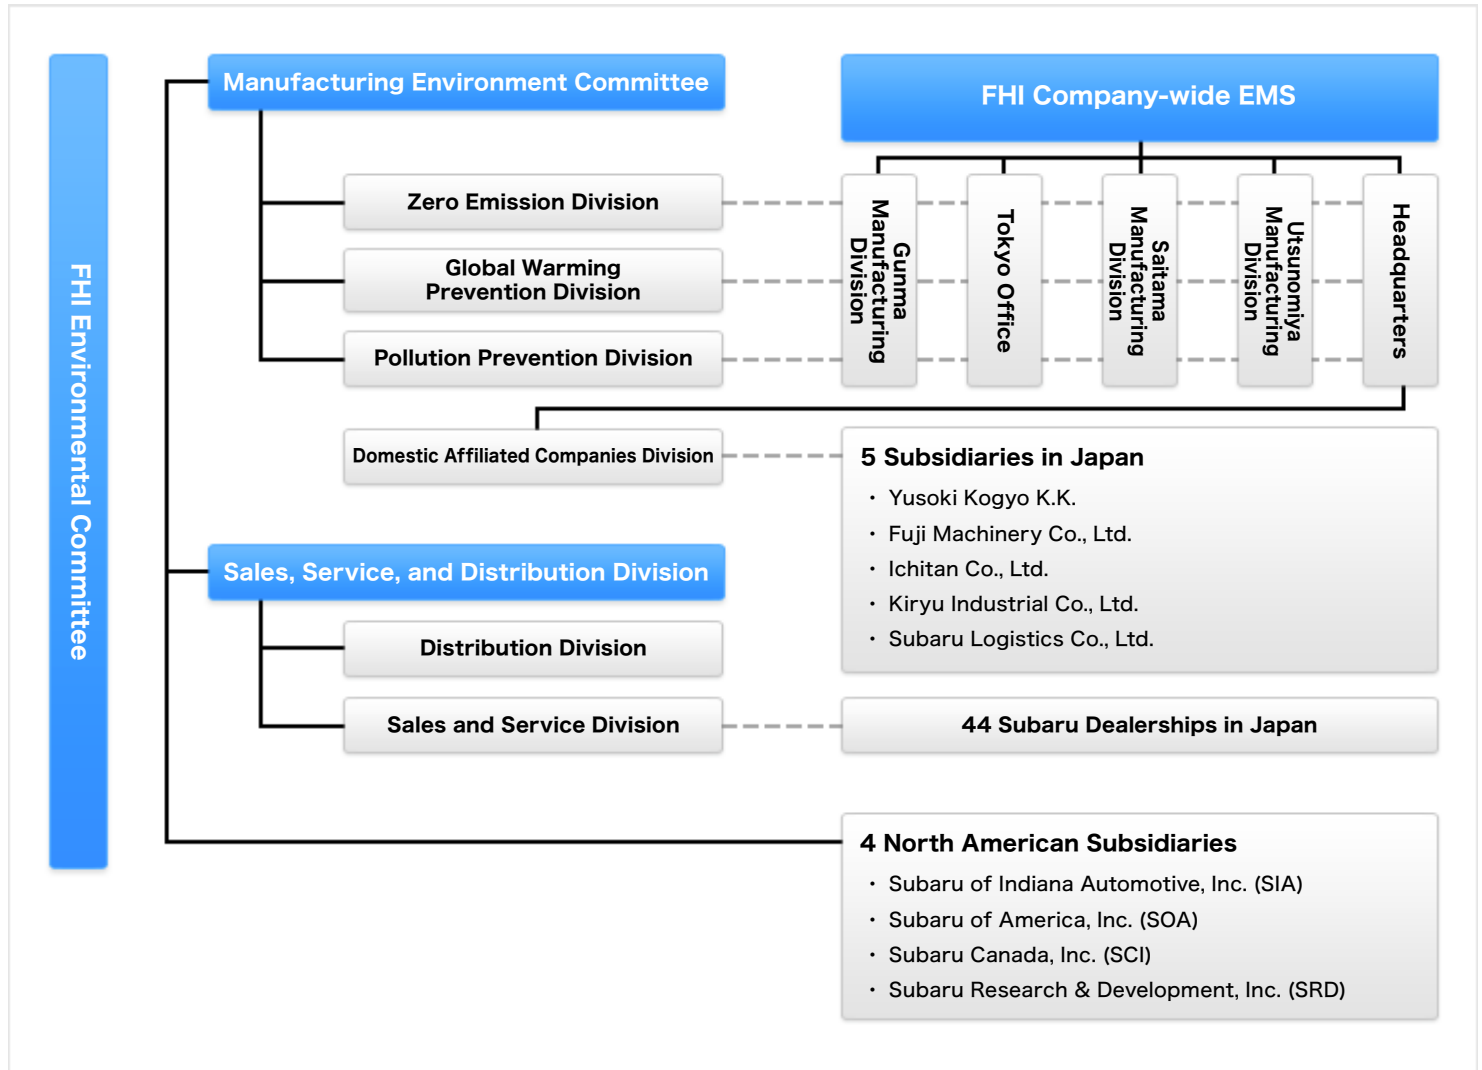 FHI Environmental Committee
Manufacturing Environment Committee
Zero Emission Division
Global Warming
Prevention Division
Pollution Prevention Division
FHI Company-wide EMS
Gunma
Manufacturing
Division
Tokyo Office
Saitama
Manufacturing
Division
Utsunomiya
Manufacturing
Division
Headquarters
Domestic Affiliated Companies Division
5 Subsidiaries in Japan
・ Yusoki Kogyo K.K.
・ Fuji Machinery Co., Ltd.
・ Ichitan Co., Ltd.
・ Kiryu Industrial Co., Ltd.
・ Subaru Logistics Co., Ltd.
Sales, Service, and Distribution Division
Distribution Division
Sales and Service Division
44 Subaru Dealerships in Japan
4 North American Subsidiaries
・ Subaru of Indiana Automotive, Inc. (SIA)
・ Subaru of America, Inc. (SOA)
・ Subaru Canada, Inc. (SCI)
・ Subaru Research & Development, Inc. (SRD)